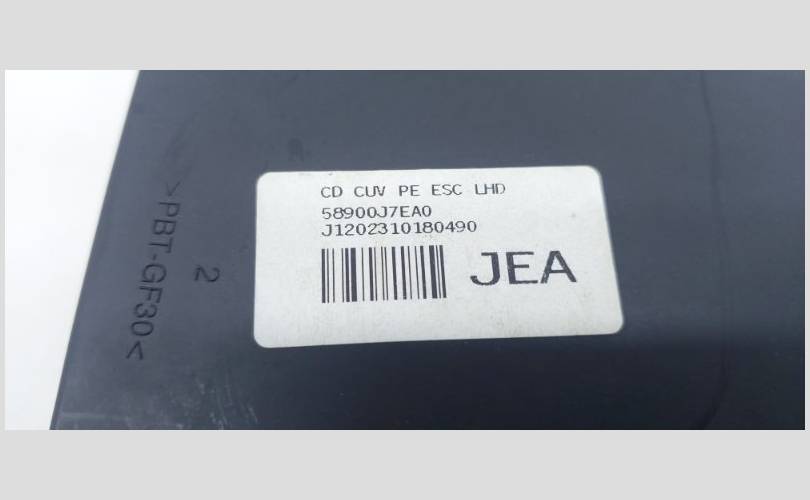 CD CUV PE ESC LHD
58900J7EA0
J1202310180490
JEA
>PBT-GF30<
2